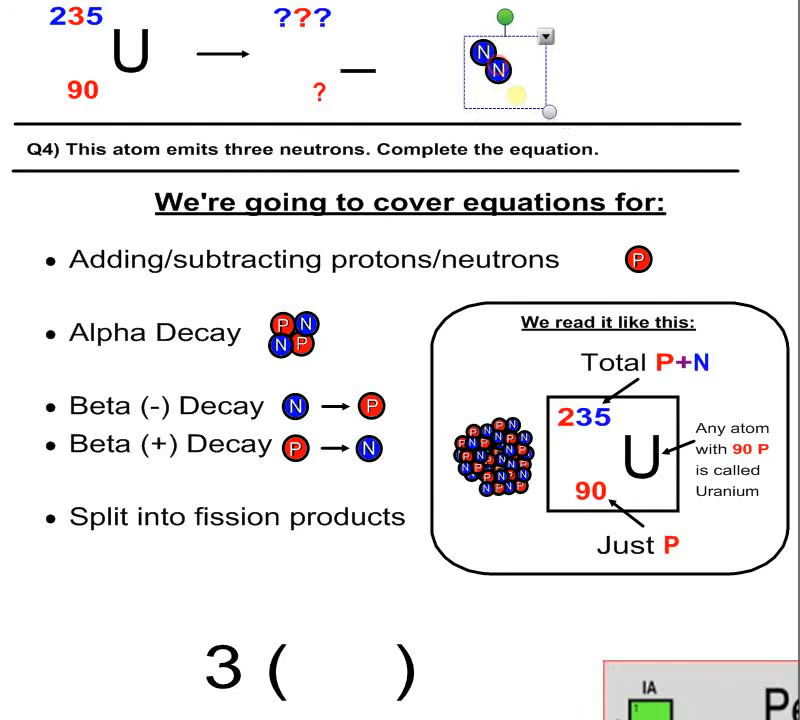 235 ???
U → _
90 ?
N
N
Q4) This atom emits three neutrons. Complete the equation.
We're going to cover equations for:
• Adding/subtracting protons/neutrons P
• Alpha Decay P N N P
• Beta (-) Decay N → P
• Beta (+) Decay P → N
• Split into fission products
We read it like this:
Total P+N
235
U
90
Any atom
with 90 P
is called
Uranium
Just P
3 ( )
IA
1
Pe